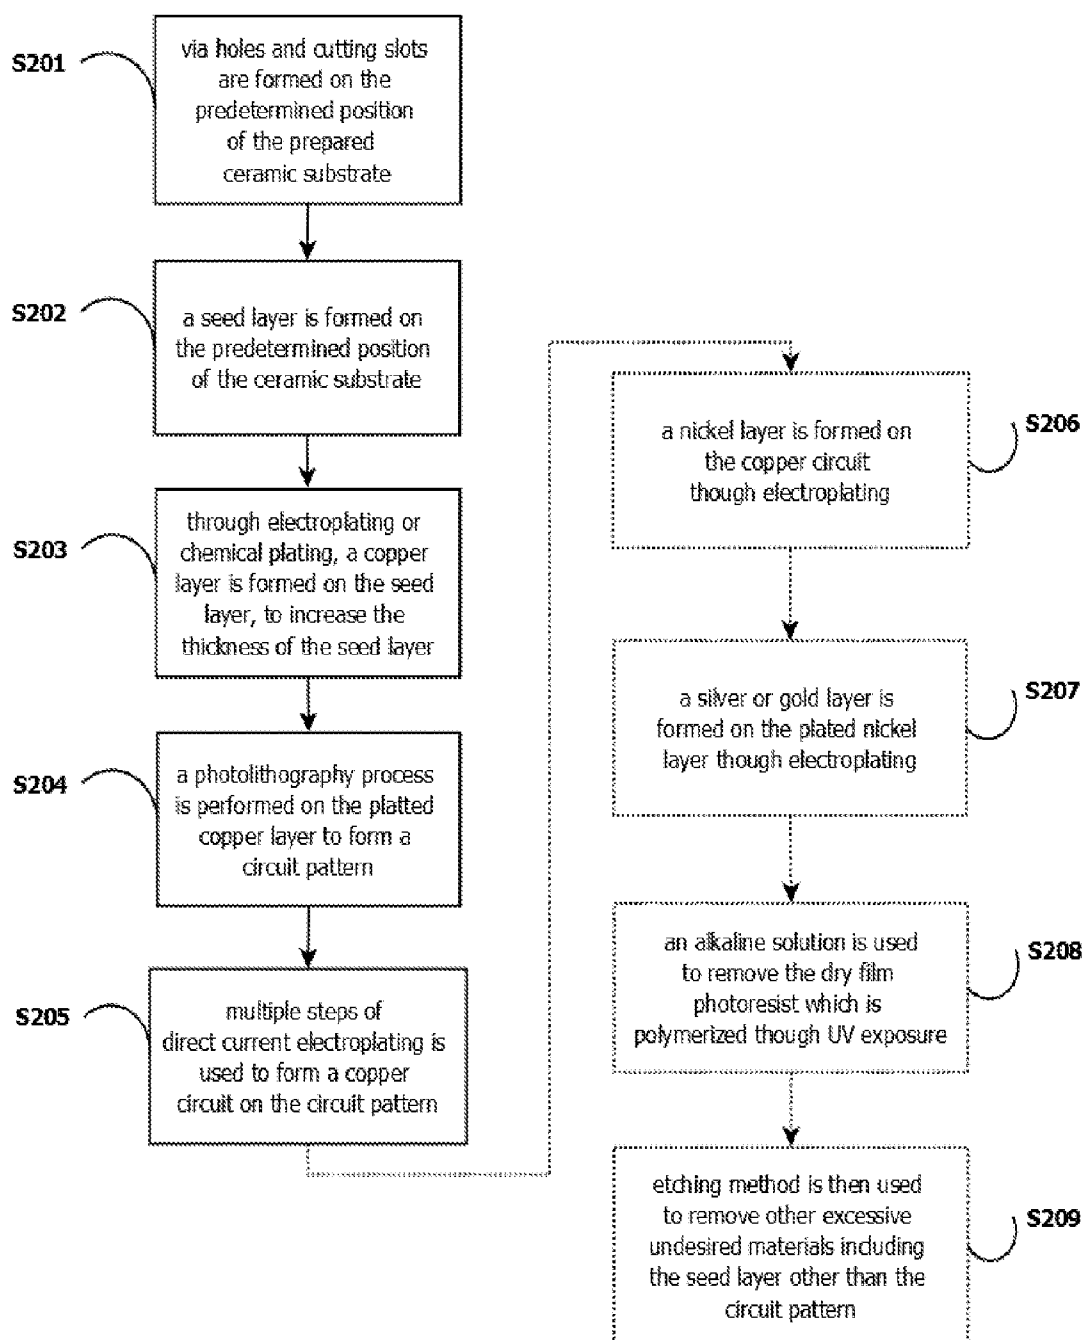 S201
via holes and cutting slots
are formed on the
predetermined position
of the prepared
ceramic substrate
S202
a seed layer is formed on
the predetermined position
of the ceramic substrate
S203
through electroplating or
chemical plating, a copper
layer is formed on the seed
layer, to increase the
thickness of the seed layer
S204
a photolithography process
is performed on the platted
copper layer to form a
circuit pattern
S205
multiple steps of
direct current electroplating is
used to form a copper
circuit on the circuit pattern
S206
a nickel layer is formed on
the copper circuit
though electroplating
S207
a silver or gold layer is
formed on the plated nickel
layer though electroplating
S208
an alkaline solution is used
to remove the dry film
photoresist which is
polymerized though UV exposure
S209
etching method is then used
to remove other excessive
undesired materials including
the seed layer other than the
circuit pattern